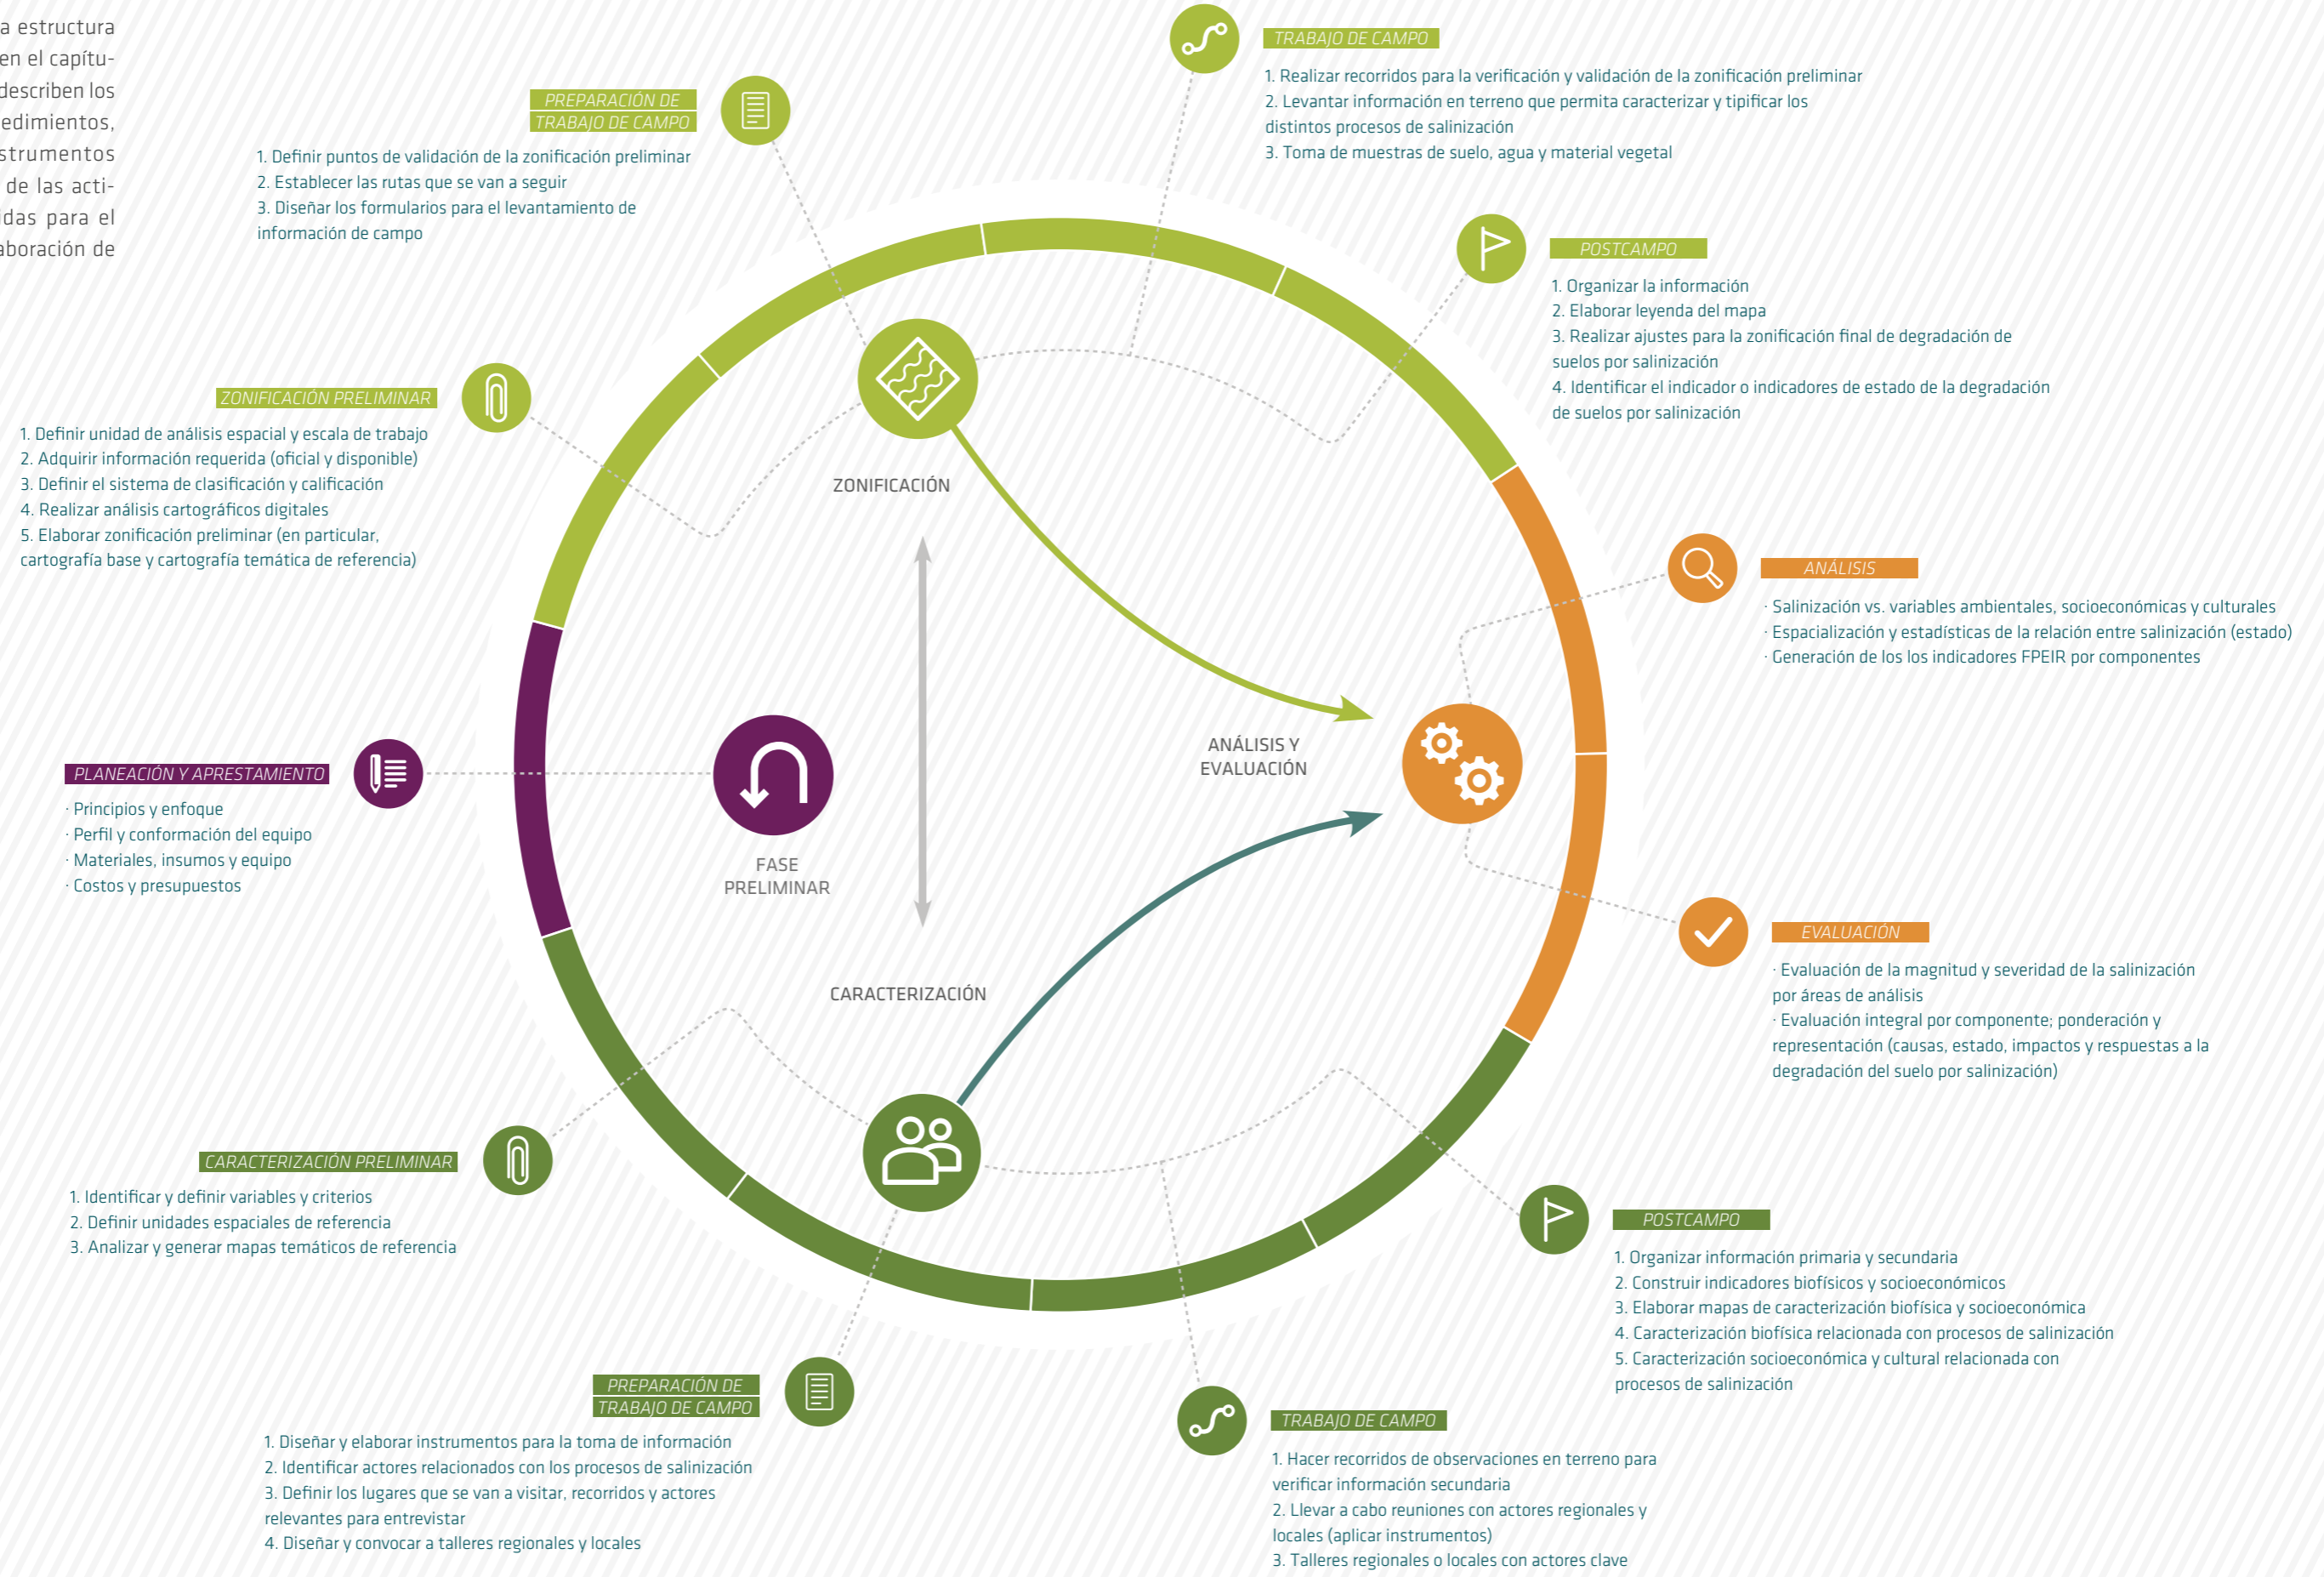 a estructura
en el capítu-
describen los
edimientos,
strumentos
de las acti-
idas para el
aboración de
PREPARACIÓN DE
TRABAJO DE CAMPO
1. Definir puntos de validación de la zonificación preliminar
2. Establecer las rutas que se van a seguir
3. Diseñar los formularios para el levantamiento de
información de campo
TRABAJO DE CAMPO
1. Realizar recorridos para la verificación y validación de la zonificación preliminar
2. Levantar información en terreno que permita caracterizar y tipificar los
distintos procesos de salinización
3. Toma de muestras de suelo, agua y material vegetal
POSTCAMPO
1. Organizar la información
2. Elaborar leyenda del mapa
3. Realizar ajustes para la zonificación final de degradación de
suelos por salinización
4. Identificar el indicador o indicadores de estado de la degradación
de suelos por salinización
ZONIFICACIÓN PRELIMINAR
1. Definir unidad de análisis espacial y escala de trabajo
2. Adquirir información requerida (oficial y disponible)
3. Definir el sistema de clasificación y calificación
4. Realizar análisis cartográficos digitales
5. Elaborar zonificación preliminar (en particular,
cartografía base y cartografía temática de referencia)
ZONIFICACIÓN
ANÁLISIS
· Salinización vs. variables ambientales, socioeconómicas y culturales
· Espacialización y estadísticas de la relación entre salinización (estado)
· Generación de los los indicadores FPEIR por componentes
PLANEACIÓN Y APRESTAMIENTO
· Principios y enfoque
· Perfil y conformación del equipo
· Materiales, insumos y equipo
· Costos y presupuestos
FASE
PRELIMINAR
ANÁLISIS Y
EVALUACIÓN
EVALUACIÓN
· Evaluación de la magnitud y severidad de la salinización
por áreas de análisis
· Evaluación integral por componente; ponderación y
representación (causas, estado, impactos y respuestas a la
degradación del suelo por salinización)
CARACTERIZACIÓN
CARACTERIZACIÓN PRELIMINAR
1. Identificar y definir variables y criterios
2. Definir unidades espaciales de referencia
3. Analizar y generar mapas temáticos de referencia
POSTCAMPO
1. Organizar información primaria y secundaria
2. Construir indicadores biofísicos y socioeconómicos
3. Elaborar mapas de caracterización biofísica y socioeconómica
4. Caracterización biofísica relacionada con procesos de salinización
5. Caracterización socioeconómica y cultural relacionada con
procesos de salinización
PREPARACIÓN DE
TRABAJO DE CAMPO
1. Diseñar y elaborar instrumentos para la toma de información
2. Identificar actores relacionados con los procesos de salinización
3. Definir los lugares que se van a visitar, recorridos y actores
relevantes para entrevistar
4. Diseñar y convocar a talleres regionales y locales
TRABAJO DE CAMPO
1. Hacer recorridos de observaciones en terreno para
verificar información secundaria
2. Llevar a cabo reuniones con actores regionales y
locales (aplicar instrumentos)
3. Talleres regionales o locales con actores clave